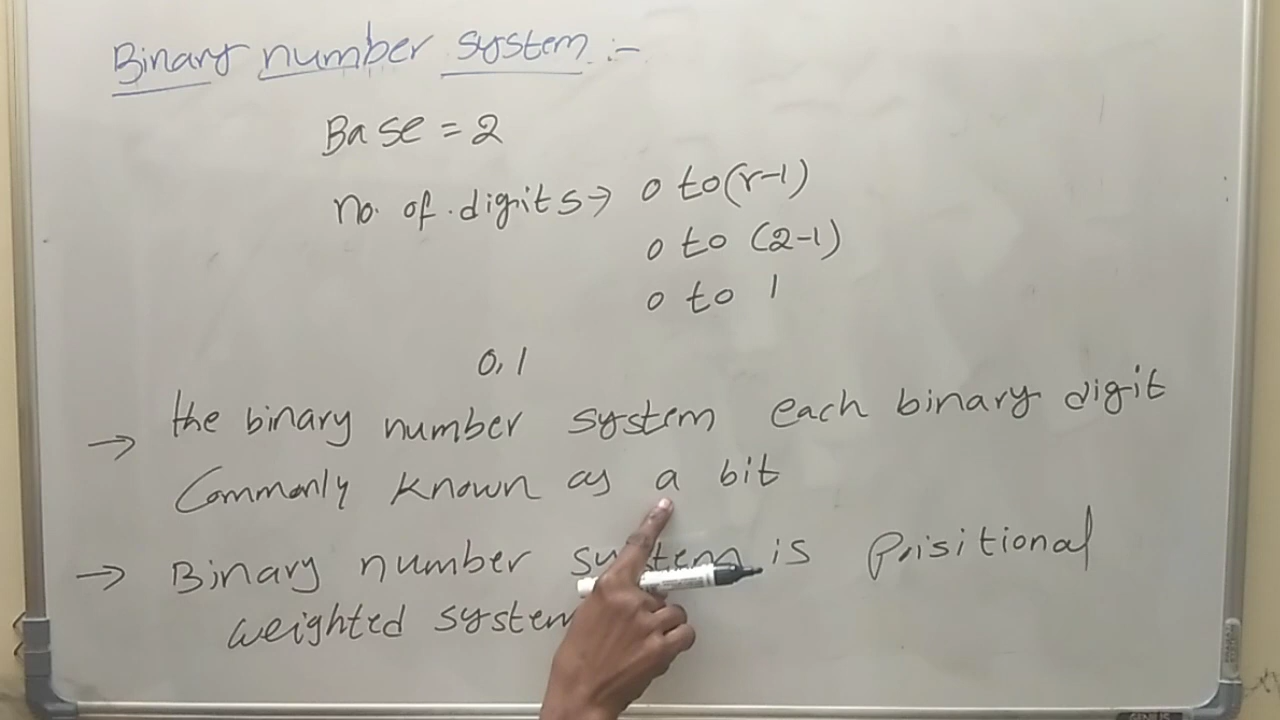 Binary number system :-
Base = 2
no. of digits → 0 to (r-1)
0 to (2-1)
0 to 1
0, 1
→ the binary number system each binary digit
Commonly known as a bit
→ Binary number system is Prisitional
weighted system